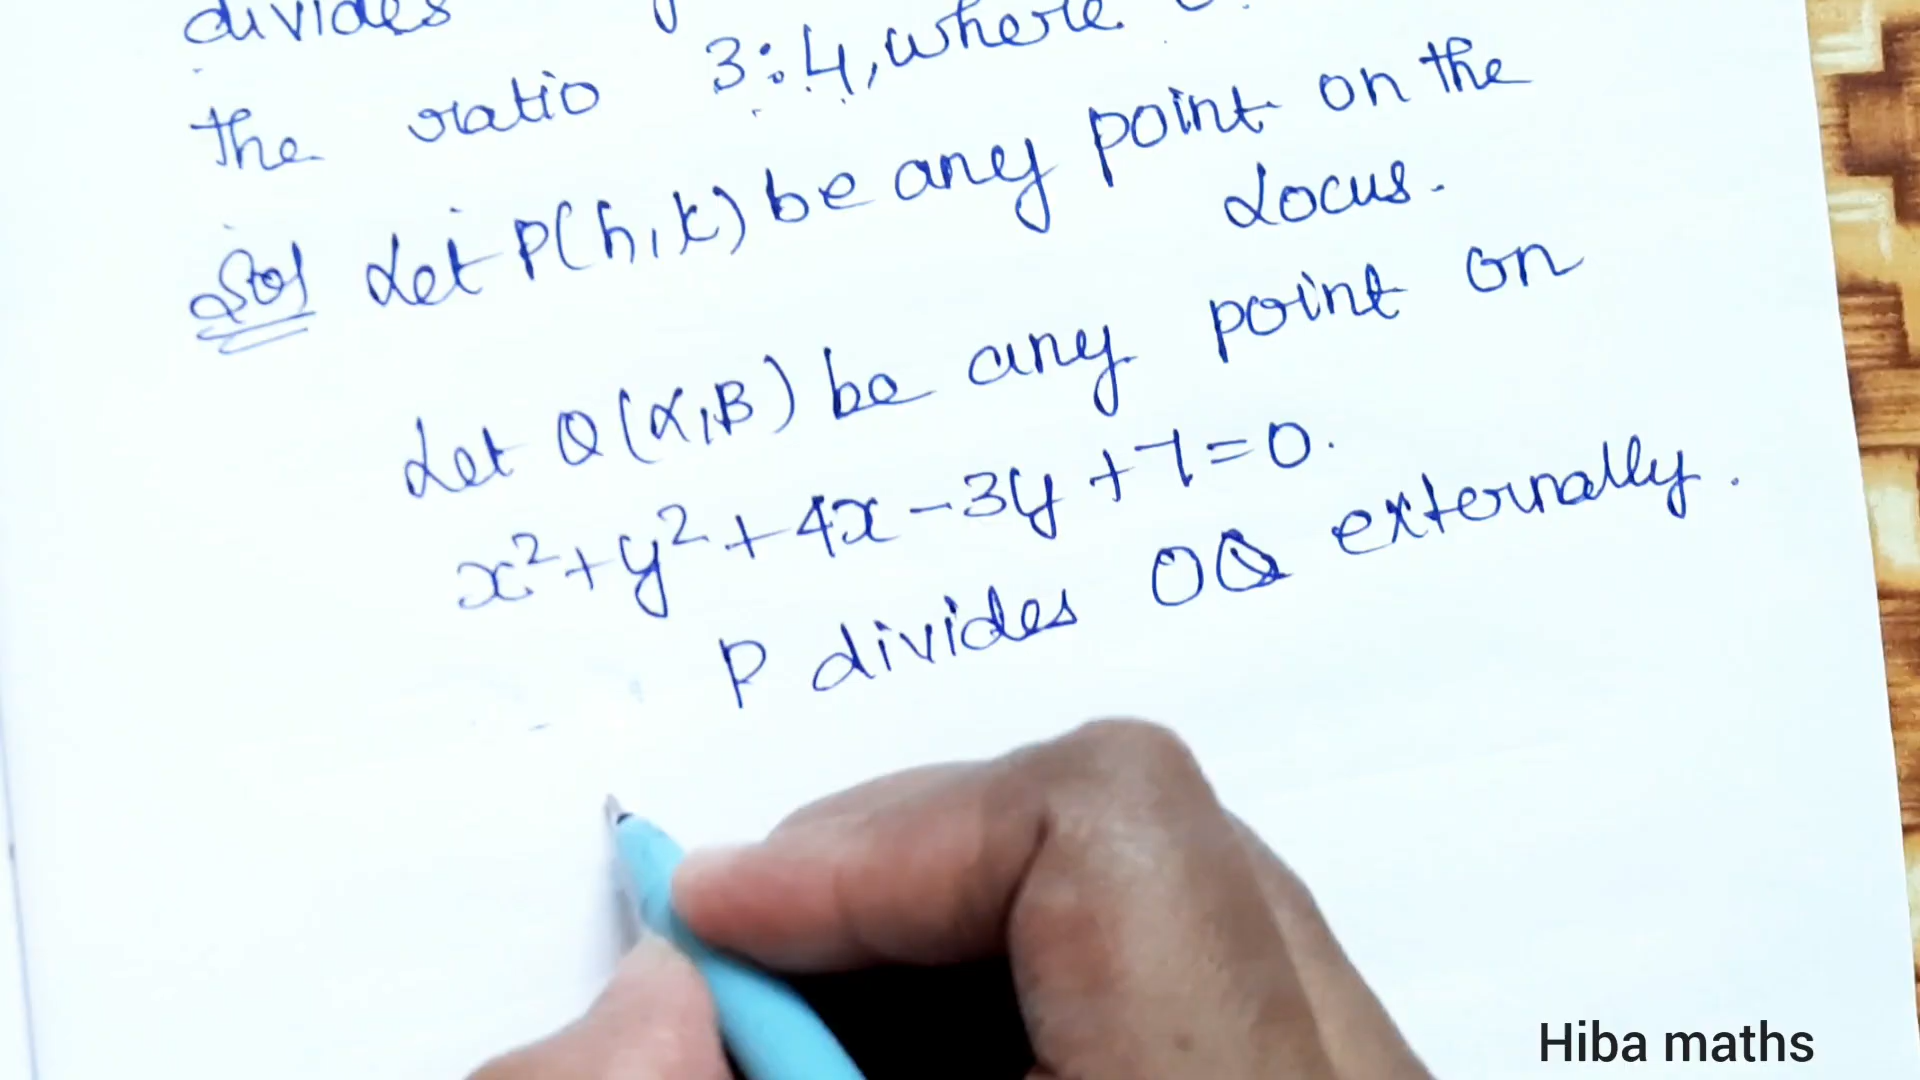 divides
the ratio 3:4, where
Sol Let P(h,k) be any point on the
Locus.
Let Q(α,β) be any point on
x²+y²+4x-3y+7=0.
P divides OQ externally.
Hiba maths